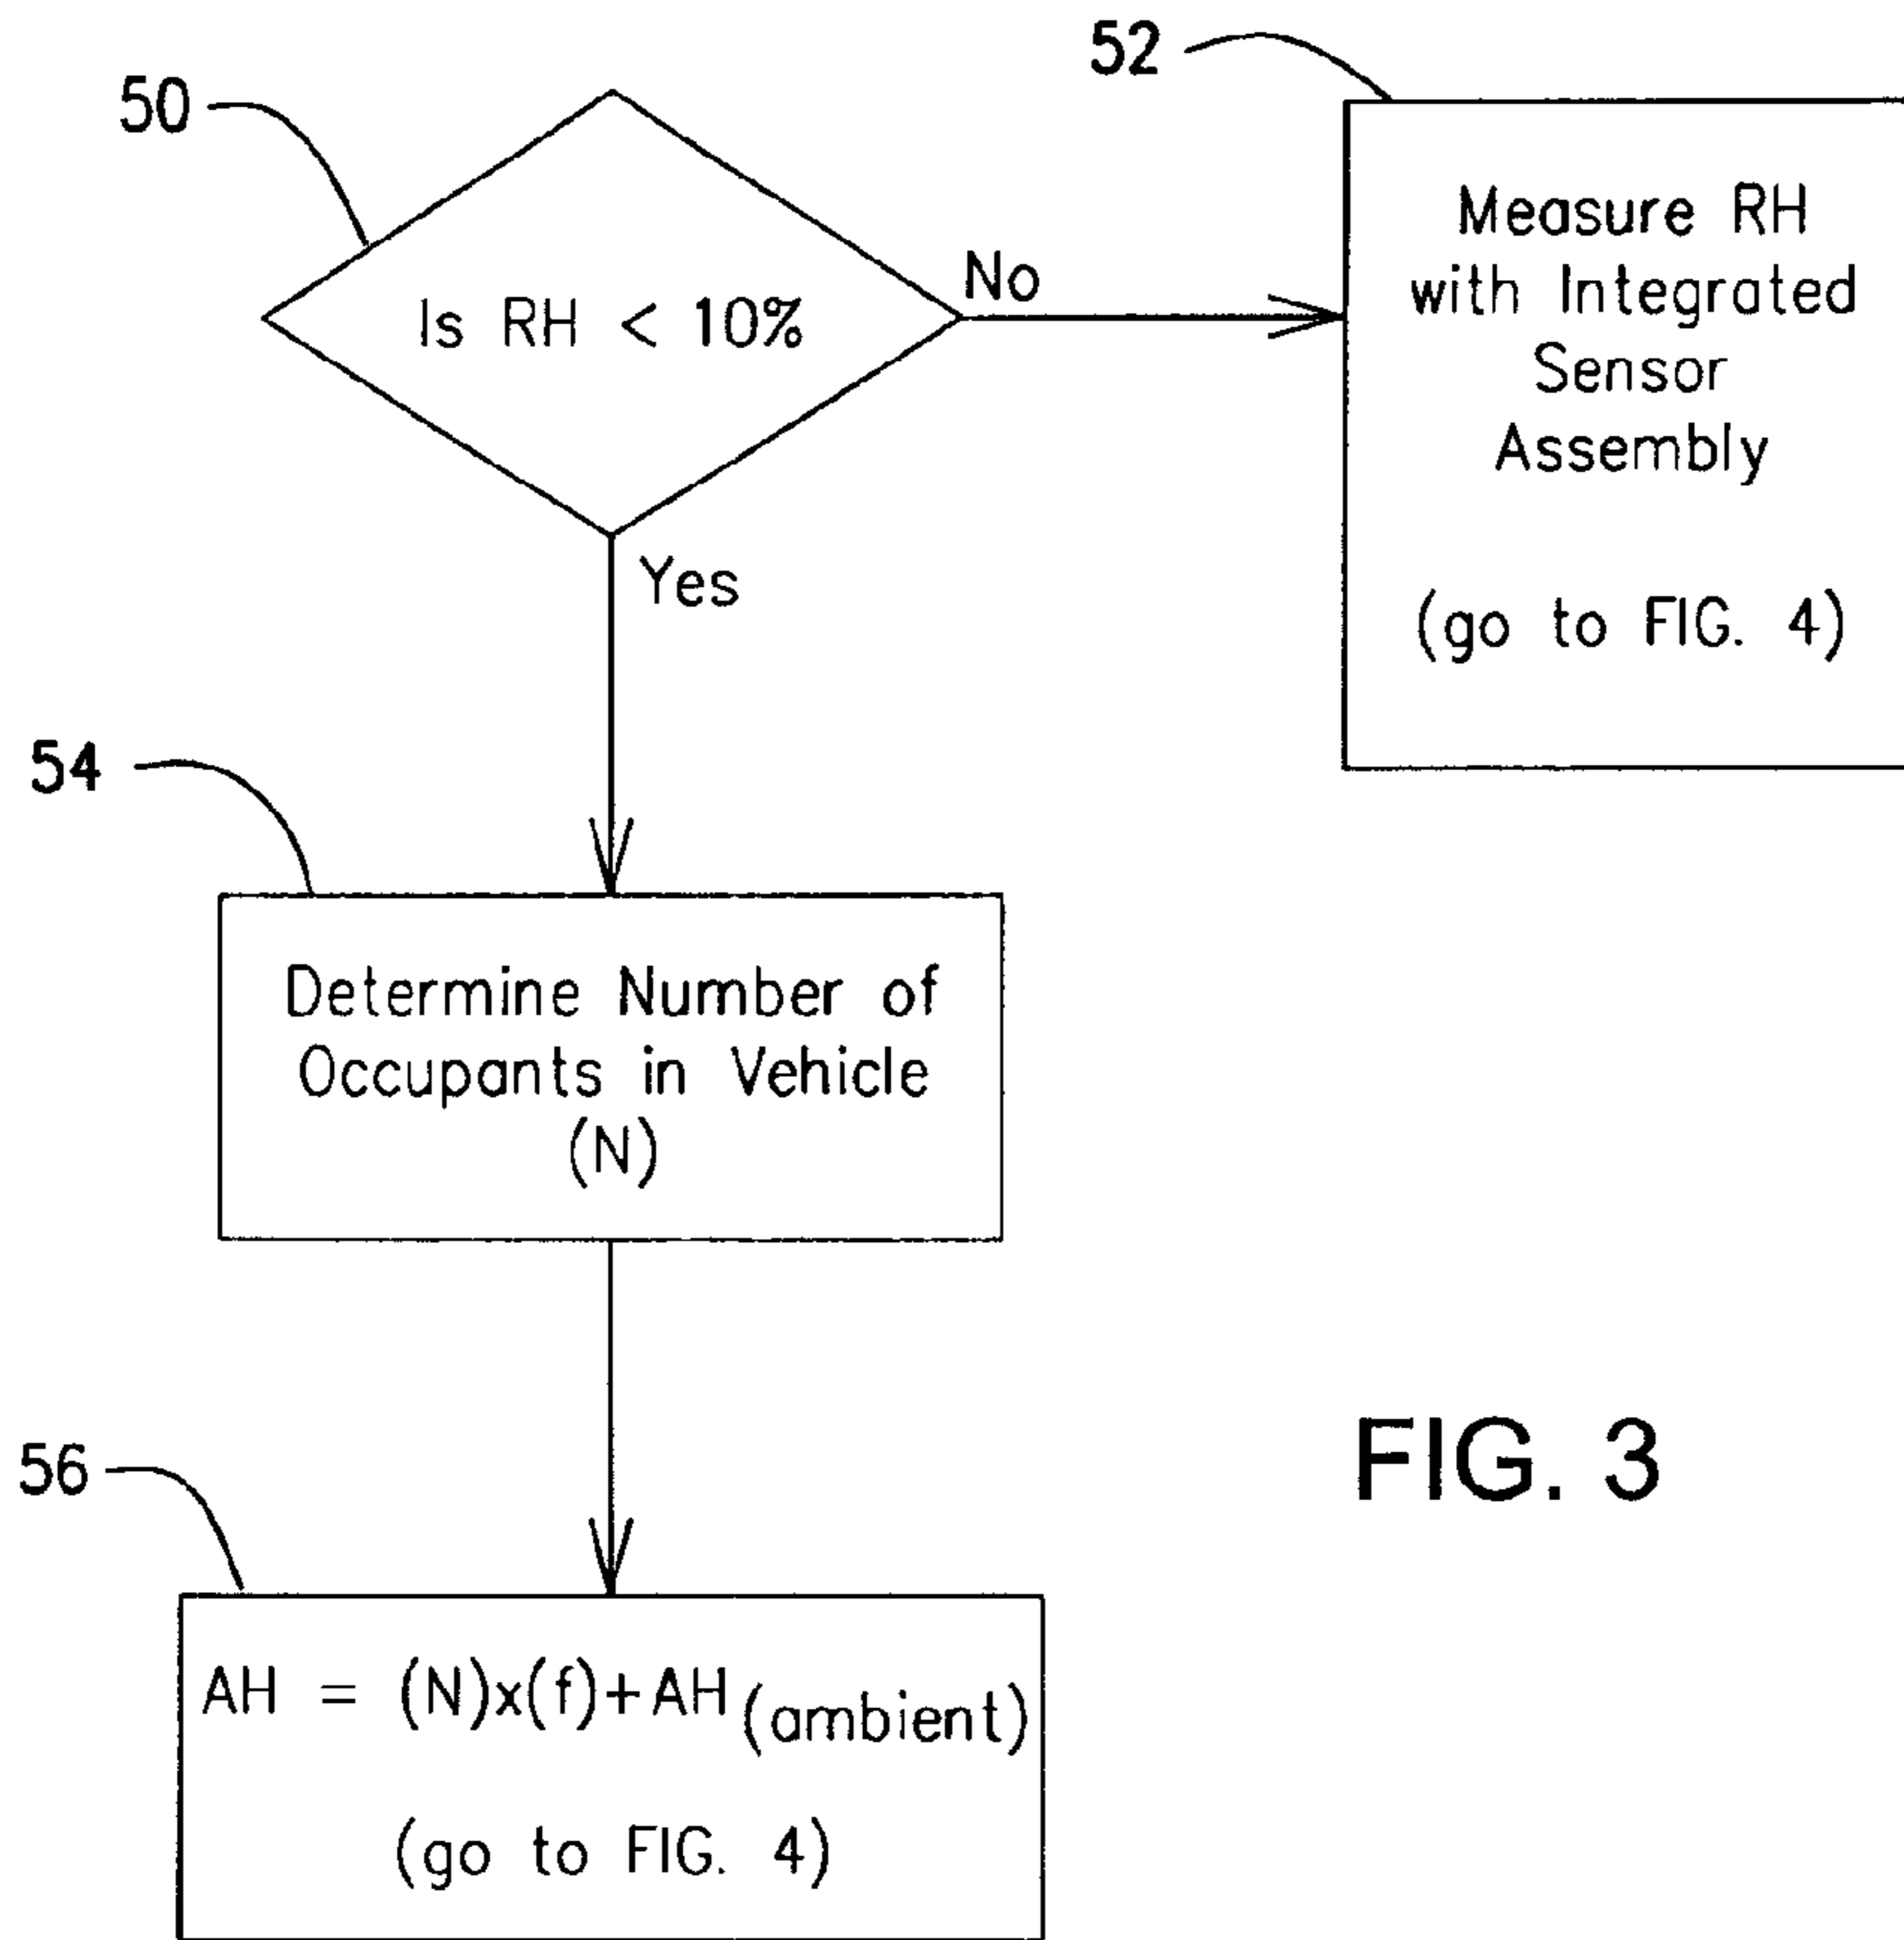 50
Is RH < 10%
No
Yes
52
Measure RH
with Integrated
Sensor
Assembly
(go to FIG. 4)
54
Determine Number of
Occupants in Vehicle
(N)
56
AH = (N)x(f)+AH(ambient)
(go to FIG. 4)
FIG. 3